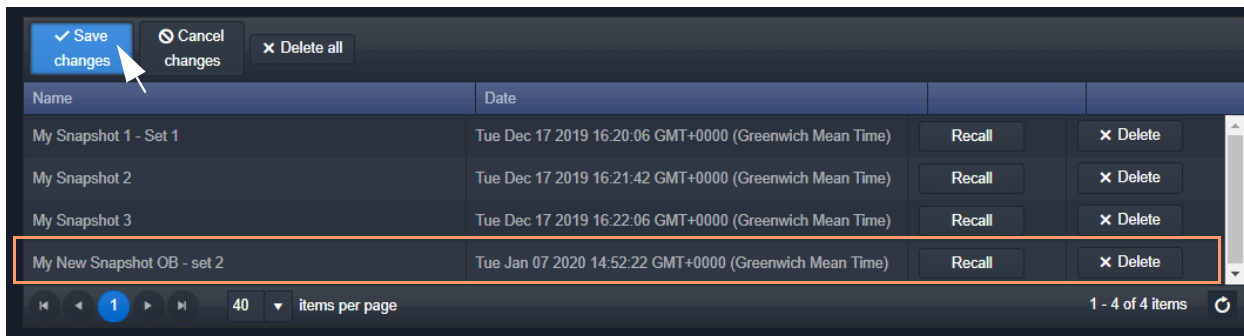 ✓ Save changes  🚫 Cancel changes  × Delete all
Name  Date
My Snapshot 1 - Set 1  Tue Dec 17 2019 16:20:06 GMT+0000 (Greenwich Mean Time)  Recall  × Delete
My Snapshot 2  Tue Dec 17 2019 16:21:42 GMT+0000 (Greenwich Mean Time)  Recall  × Delete
My Snapshot 3  Tue Dec 17 2019 16:22:06 GMT+0000 (Greenwich Mean Time)  Recall  × Delete
My New Snapshot OB - set 2  Tue Jan 07 2020 14:52:22 GMT+0000 (Greenwich Mean Time)  Recall  × Delete
1  40  items per page  1 - 4 of 4 items